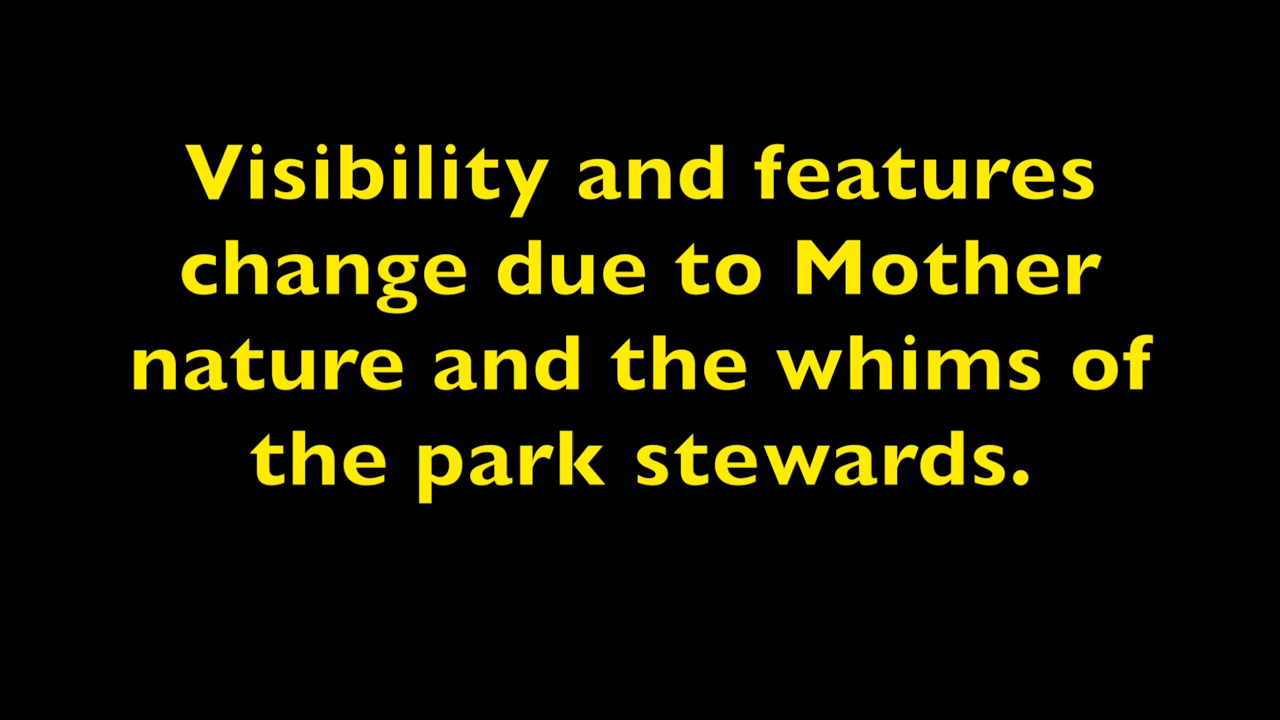 Visibility and features
change due to Mother
nature and the whims of
the park stewards.